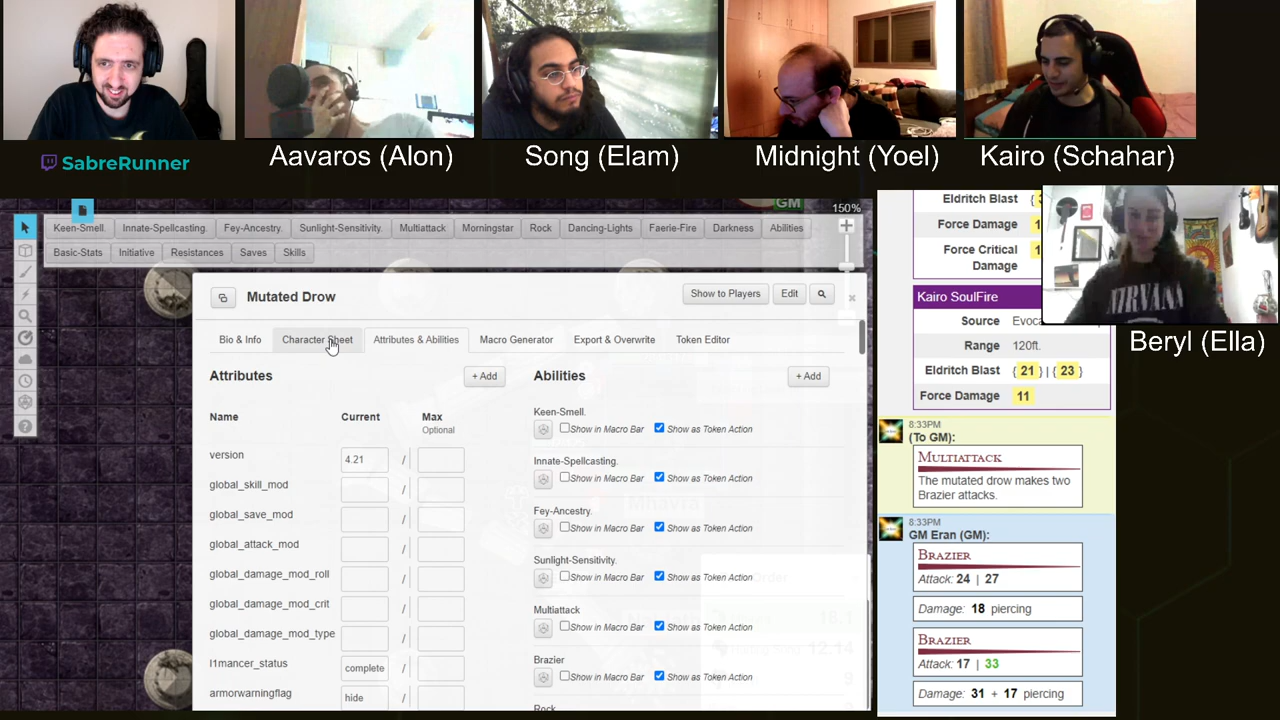 SabreRunner
Aavaros (Alon)
Song (Elam)
Midnight (Yoel)
Kairo (Schahar)
Beryl (Ella)
NIRVANA
GM
150%
Keen-Smell. Innate-Spellcasting. Fey-Ancestry. Sunlight-Sensitivity. Multiattack Morningstar Rock Dancing-Lights Faerie-Fire Darkness Abilities
Basic-Stats Initiative Resistances Saves Skills
Mutated Drow
Show to Players Edit
Bio & Info Character Sheet Attributes & Abilities Macro Generator Export & Overwrite Token Editor
Attributes + Add
Name Current Max
Optional
version 4.21 /
global_skill_mod /
global_save_mod /
global_attack_mod /
global_damage_mod_roll /
global_damage_mod_crit /
global_damage_mod_type /
l1mancer_status complete /
armorwarningflag hide /
Abilities + Add
Keen-Smell.
Show in Macro Bar Show as Token Action
Innate-Spellcasting.
Show in Macro Bar Show as Token Action
Fey-Ancestry.
Show in Macro Bar Show as Token Action
Sunlight-Sensitivity.
Show in Macro Bar Show as Token Action
Multiattack
Show in Macro Bar Show as Token Action
Brazier
Show in Macro Bar Show as Token Action
Rock
Eldritch Blast
Force Damage
Force Critical
Damage
Kairo SoulFire
Source Evoca
Range 120ft.
Eldritch Blast {21} | {23}
Force Damage 11
8:33PM
(To GM):
MULTIATTACK
The mutated drow makes two
Brazier attacks.
8:33PM
GM Eran (GM):
BRAZIER
Attack: 24 | 27
Damage: 18 piercing
BRAZIER
Attack: 17 | 33
Damage: 31 + 17 piercing